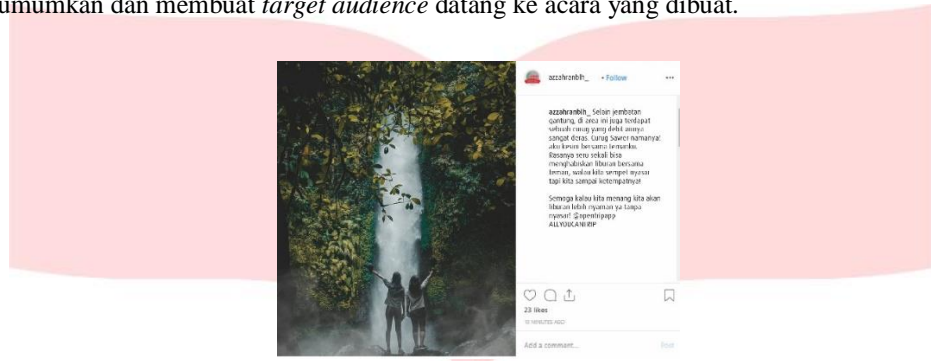 umumkan dan membuat target audience datang ke acara yang dibuat.
azzahranblh_ • Follow
azzahranblh_ Selain jembatan
gantung, di area ini juga terdapat
sebuah curug yang debit airnya
sangat deras. Curug Sawer namanya!
aku kesini bersama temanku.
Rasanya seru sekali bisa
menghabiskan liburan bersama
teman, walau kita sempet nyasar
tapi kita sampai ketempatnya!
Semoga kalau kita menang kita akan
liburan lebih nyaman ya tanpa
nyasar! @opentripapp
ALLYOUCANTRIP
23 likes
MINUTES AGO
Add a comment...
Post